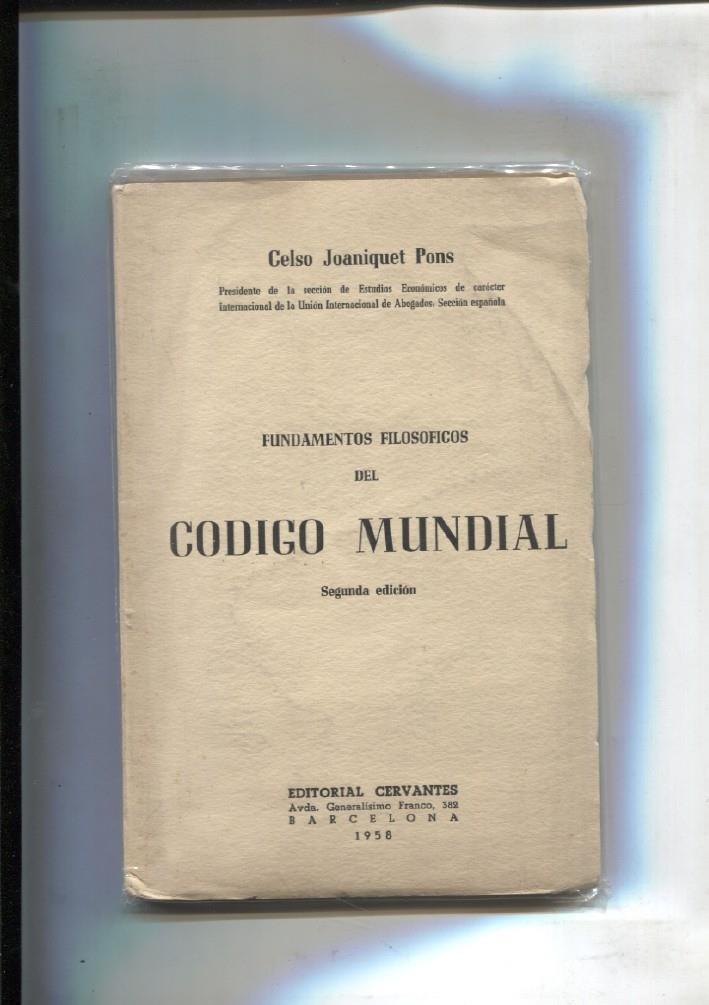 Celso Joaniquet Pons
Presidente de la sección de Estudios Económicos de carácter
internacional de la Unión Internacional de Abogados. Sección española
FUNDAMENTOS FILOSOFICOS
DEL
CODIGO MUNDIAL
Segunda edición
EDITORIAL CERVANTES
Avda. Generalísimo Franco, 382
BARCELONA
1958